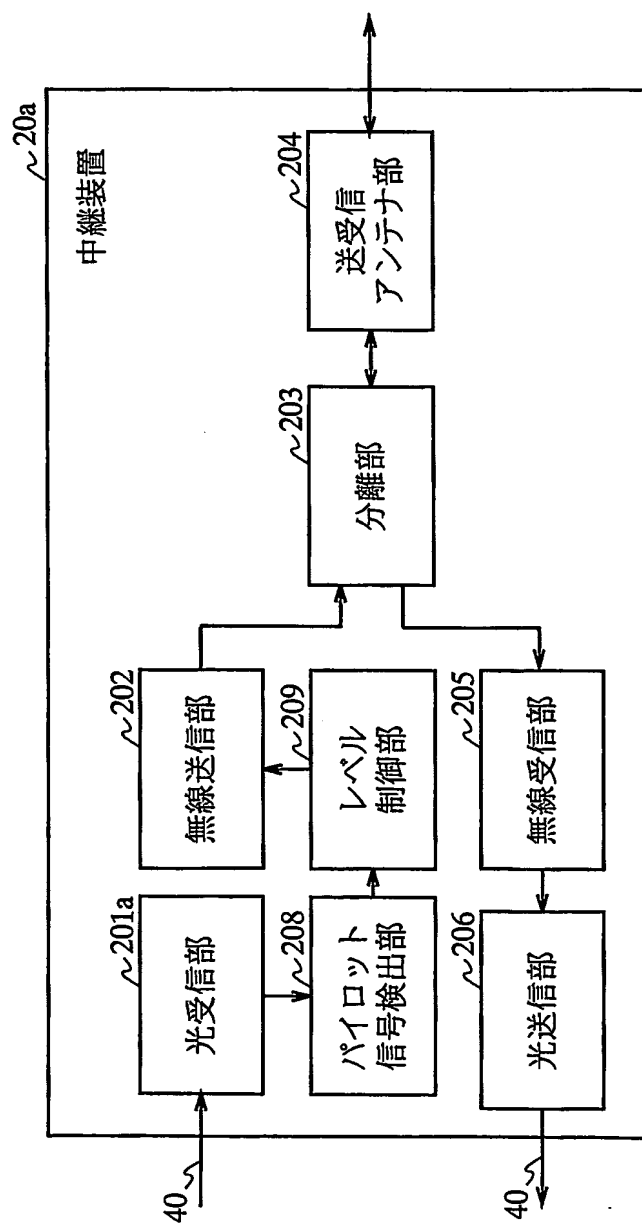 20a
中継装置
40
201a
光受信部
202
無線送信部
208
パイロット
信号検出部
209
レベル
制御部
203
分離部
204
送受信
アンテナ部
206
光送信部
205
無線受信部
40